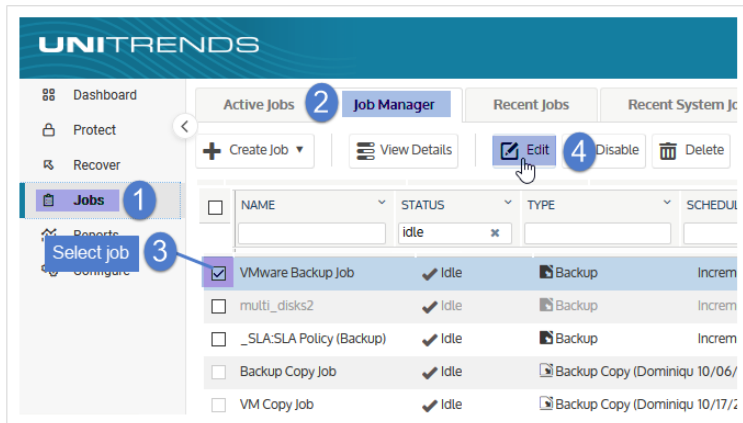 UNITRENDS
Dashboard
Protect
Recover
Jobs 1
Reports
Select job 3
Configure
Active Jobs 2 Job Manager Recent Jobs Recent System Jo
Create Job View Details Edit 4 Disable Delete
NAME STATUS TYPE SCHEDUL
idle
VMware Backup Job Idle Backup Increm
multi_disks2 Idle Backup Increm
_SLA:SLA Policy (Backup) Idle Backup Increm
Backup Copy Job Idle Backup Copy (Dominiqu 10/06/
VM Copy Job Idle Backup Copy (Dominiqu 10/17/2